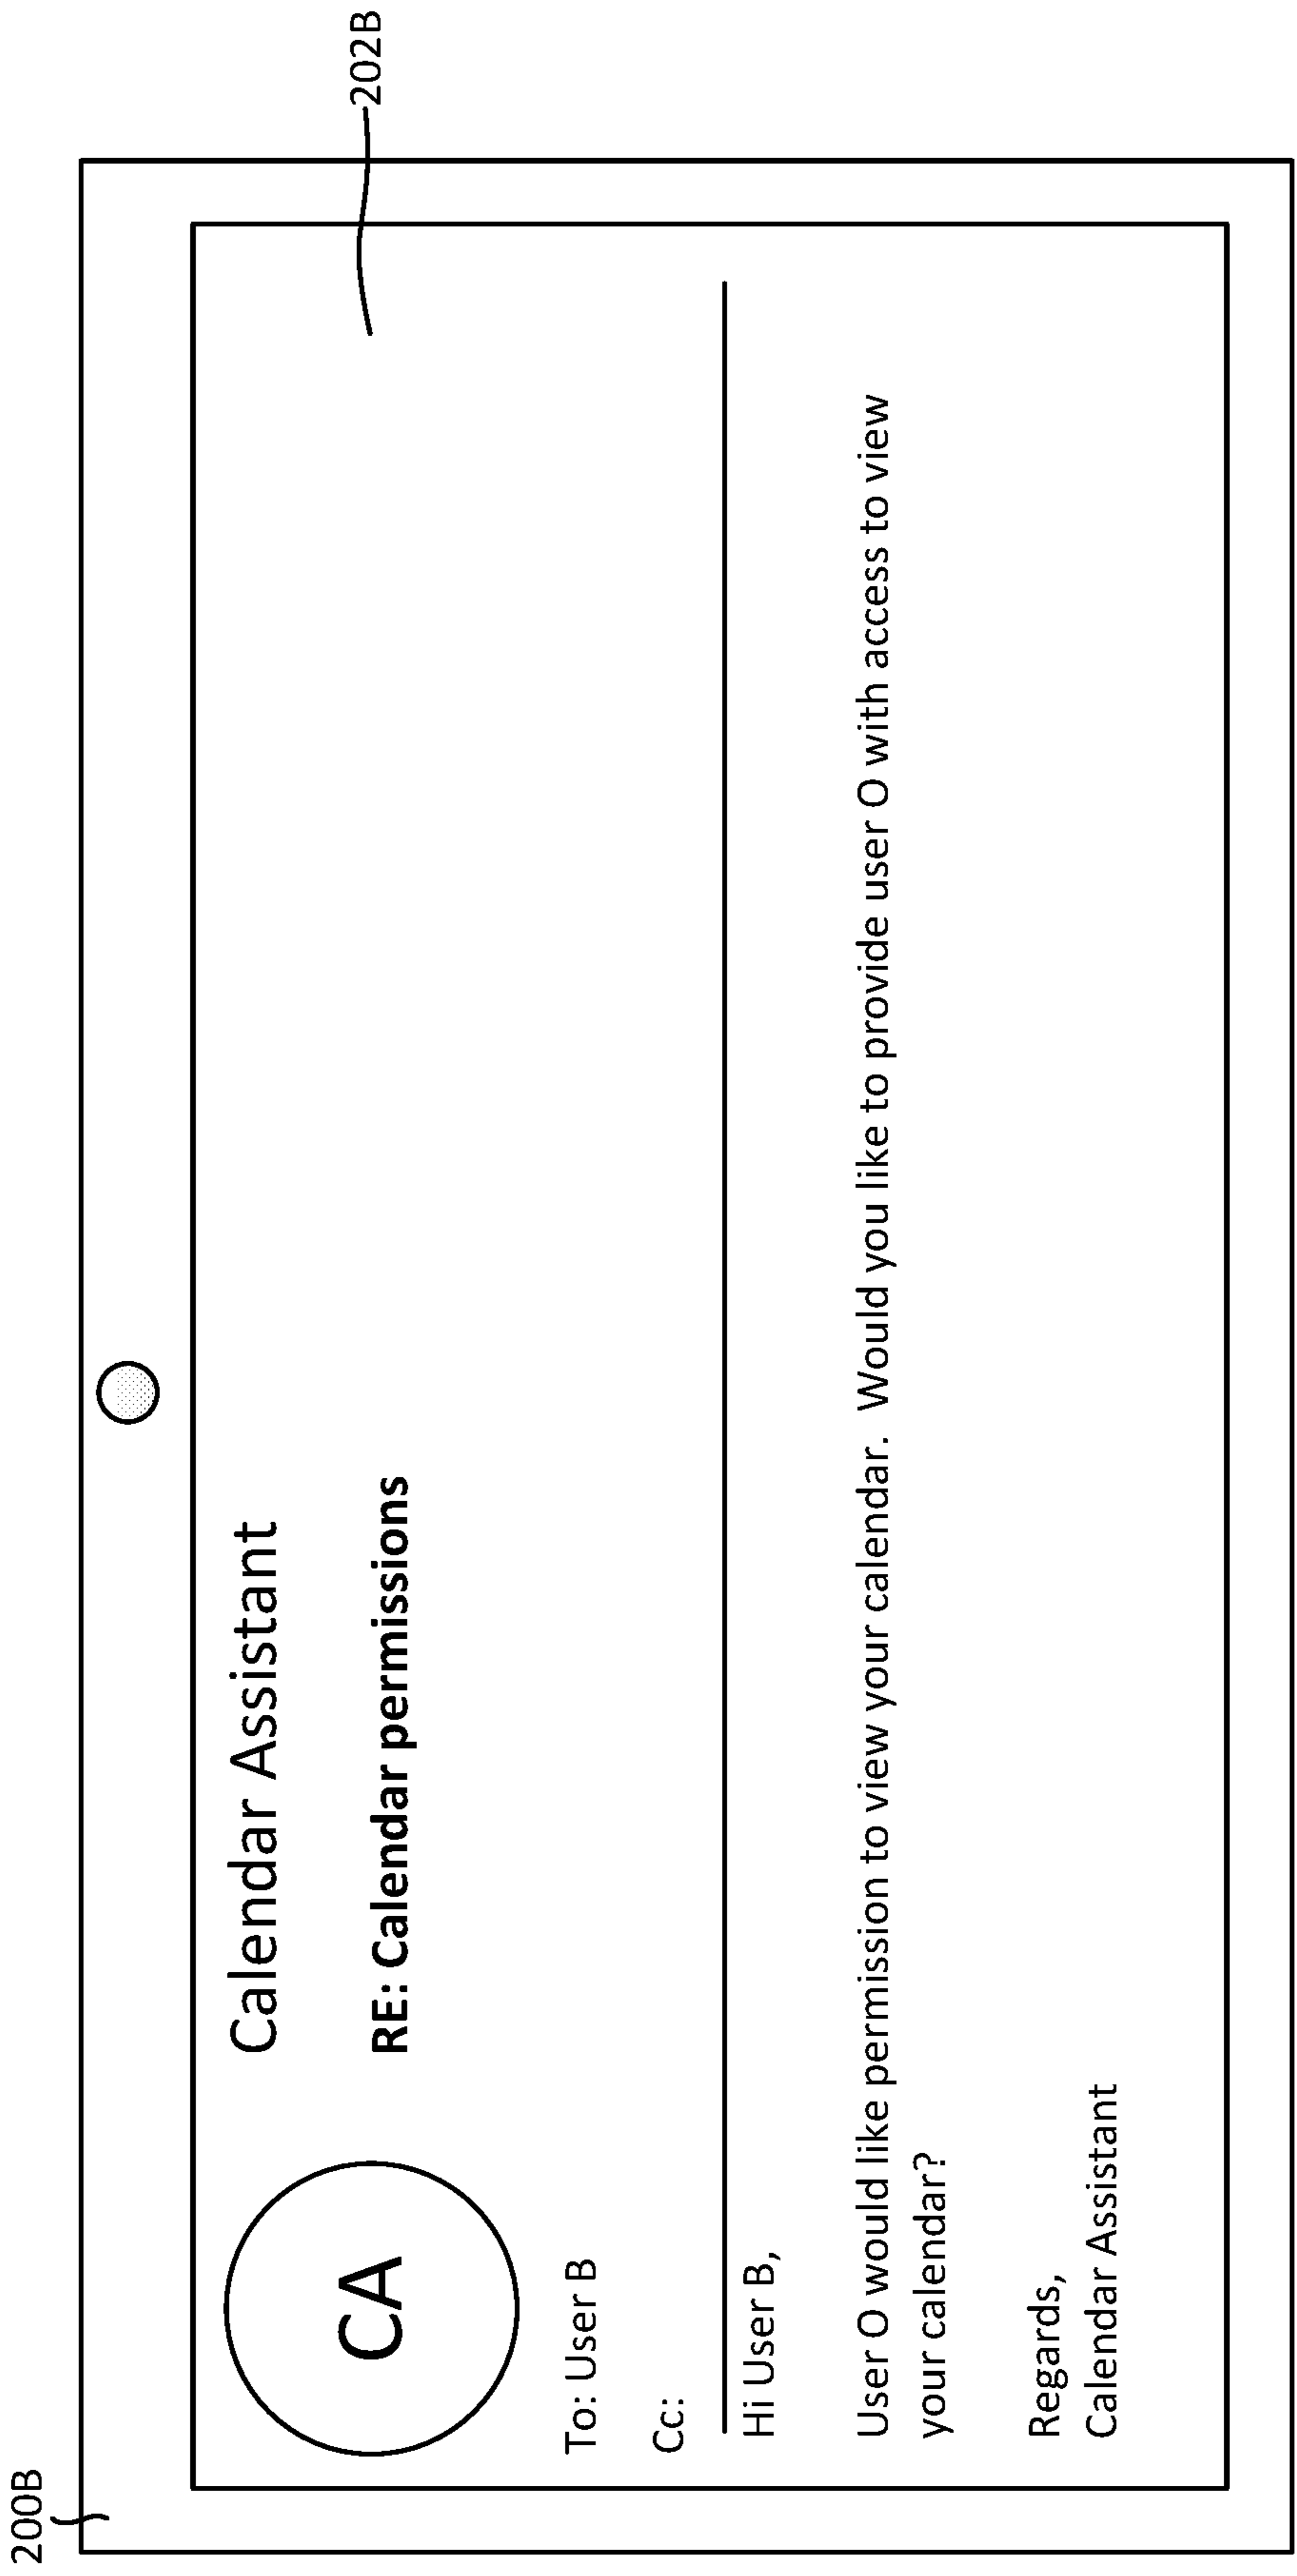 200B
202B
CA
Calendar Assistant
RE: Calendar permissions
To: User B
Cc:
Hi User B,
User O would like permission to view your calendar.  Would you like to provide user O with access to view
your calendar?
Regards,
Calendar Assistant